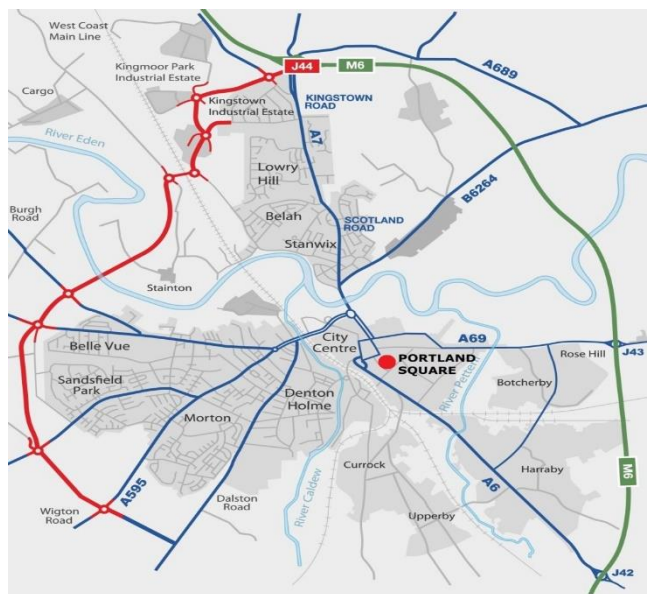 West Coast
Main Line
Kingmoor Park
Industrial Estate
J44
M6
A689
Cargo
Kingstown
Industrial Estate
KINGSTOWN
ROAD
River Eden
A7
Lowry
Hill
B6264
Burgh
Road
Belah
SCOTLAND
ROAD
Stanwix
Stainton
Belle Vue
City
Centre
A69
Rose Hill
J43
PORTLAND
SQUARE
Sandsfield
Park
Botcherby
River Petteril
Denton
Holme
Morton
A595
Currock
A6
Harraby
M6
Wigton
Road
Dalston
Road
River Caldew
Upperby
J42